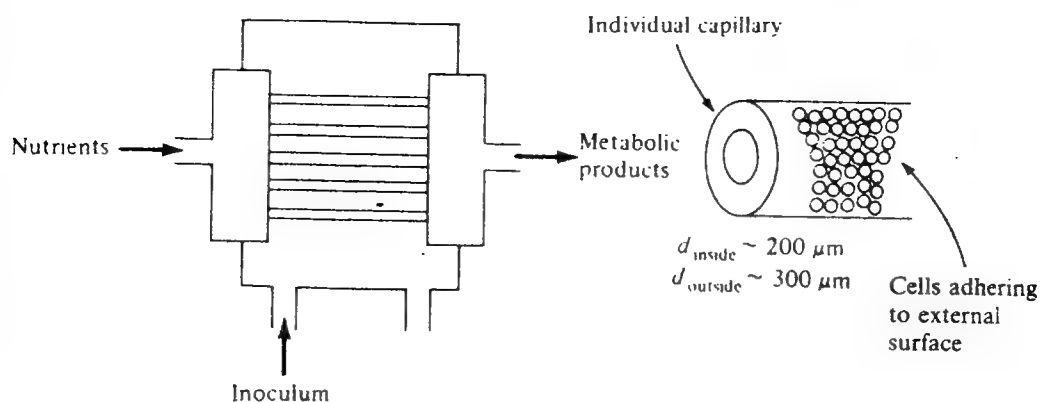 Individual capillary
Nutrients
Metabolic
products
d inside ~ 200 μm
d outside ~ 300 μm
Cells adhering
to external
surface
Inoculum